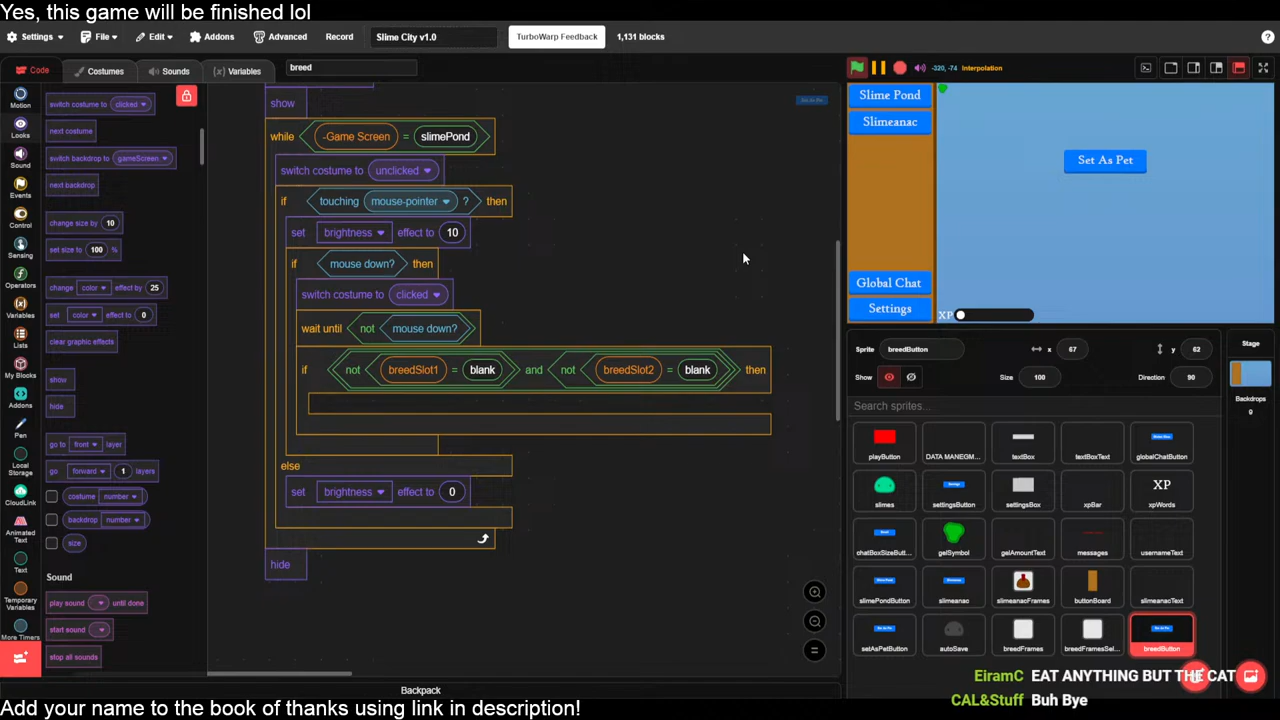 Yes, this game will be finished lol
Settings File Edit Addons Advanced Record Slime City v1.0 TurboWarp Feedback 1,131 blocks ?
Code Costumes Sounds Variables breed
-320, -74 Interpolation
Motion
Looks
Sound
Events
Control
Sensing
Operators
Variables
Lists
My Blocks
Addons
Pen
Local Storage
CloudLink
Animated Text
Text
Temporary Variables
More Timers
switch costume to clicked
next costume
switch backdrop to gameScreen
next backdrop
change size by 10
set size to 100 %
change color effect by 25
set color effect to 0
clear graphic effects
show
hide
go to front layer
go forward 1 layers
costume number
backdrop number
size
Sound
play sound until done
start sound
stop all sounds
show
while -Game Screen = slimePond
switch costume to unclicked
if touching mouse-pointer ? then
set brightness effect to 10
if mouse down? then
switch costume to clicked
wait until not mouse down?
if not breedSlot1 = blank and not breedSlot2 = blank then
else
set brightness effect to 0
hide
Set As Pet
Slime Pond
Slimeanac
Set As Pet
Global Chat
Settings
XP
Sprite breedButton x 67 y 62
Show Size 100 Direction 90
Search sprites...
Stage
Backdrops
playButton DATA MANEGM... textBox textBoxText globalChatButton
slimes settingsButton settingsBox xpBar XP xpWords
chatBoxSizeButt... gelSymbol gelAmountText messages usernameText
slimePondButton slimeanac slimeanacFrames buttonBoard slimeanacText
setAsPetButton autoSave breedFrames breedFramesSel... breedButton
EiramC EAT ANYTHING BUT THE CAT
CAL&Stuff Buh Bye
Backpack
Add your name to the book of thanks using link in description!